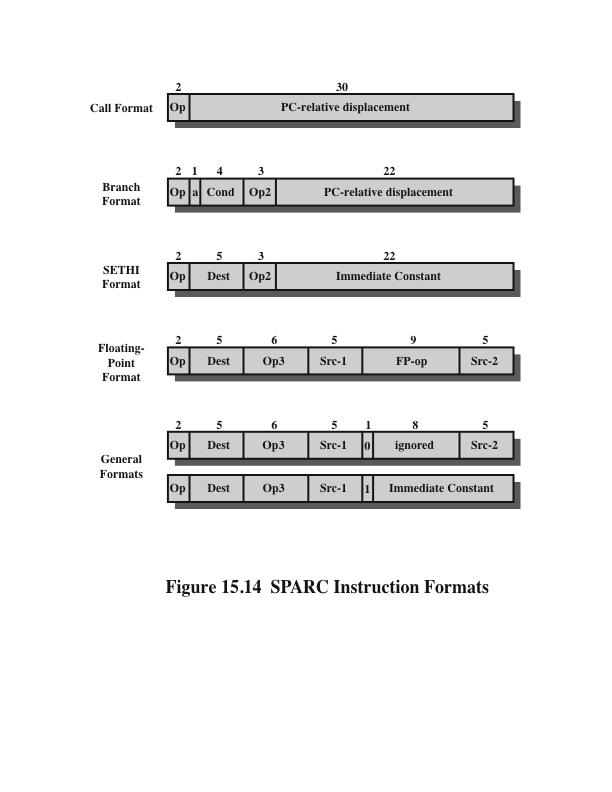 2 30
Call Format Op PC-relative displacement
2 1 4 3 22
Branch
Format
Op a Cond Op2 PC-relative displacement
2 5 3 22
SETHI
Format
Op Dest Op2 Immediate Constant
2 5 6 5 9 5
Floating-
Point
Format
Op Dest Op3 Src-1 FP-op Src-2
2 5 6 5 1 8 5
Op Dest Op3 Src-1 0 ignored Src-2
General
Formats
Op Dest Op3 Src-1 1 Immediate Constant
Figure 15.14 SPARC Instruction Formats